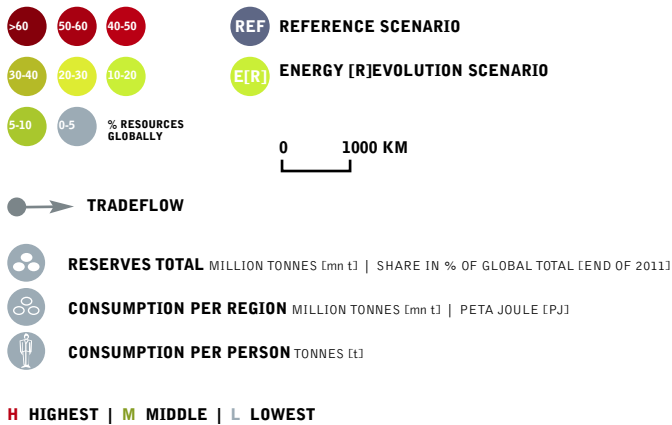 >60 50-60 40-50
REF REFERENCE SCENARIO
30-40 20-30 10-20
E[R] ENERGY [R]EVOLUTION SCENARIO
5-10 0-5 % RESOURCES
GLOBALLY
0 1000 KM
TRADEFLOW
RESERVES TOTAL MILLION TONNES [mn t] | SHARE IN % OF GLOBAL TOTAL [END OF 2011]
CONSUMPTION PER REGION MILLION TONNES [mn t] | PETA JOULE [PJ]
CONSUMPTION PER PERSON TONNES [t]
H HIGHEST | M MIDDLE | L LOWEST